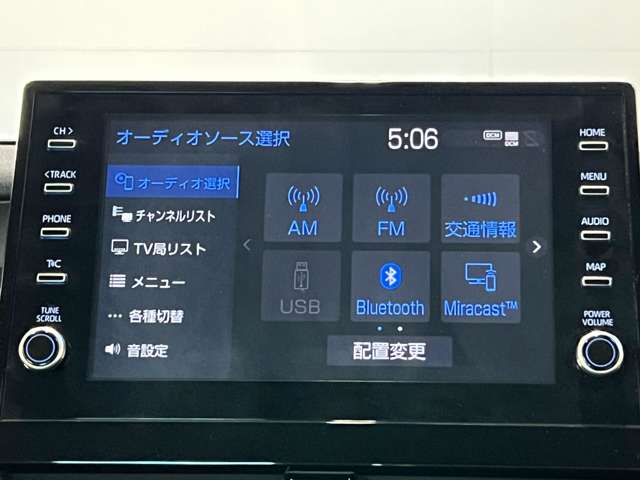 CH >
< TRACK
PHONE
T C
TUNE
SCROLL
オーディオソース選択
5:06
DCM
DCM
オーディオ選択
チャンネルリスト
TV局リスト
メニュー
各種切替
音設定
AM
FM
交通情報
USB
Bluetooth
Miracast™
配置変更
HOME
MENU
AUDIO
MAP
POWER
VOLUME